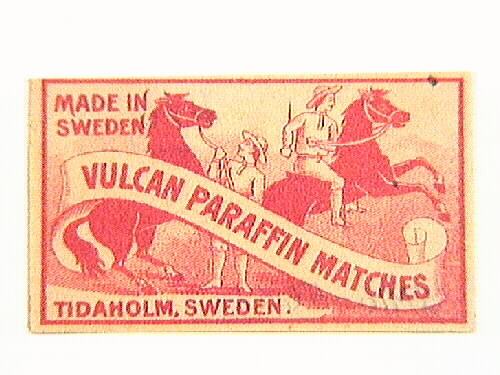 MADE IN
SWEDEN
VULCAN PARAFFIN MATCHES
TIDAHOLM, SWEDEN.